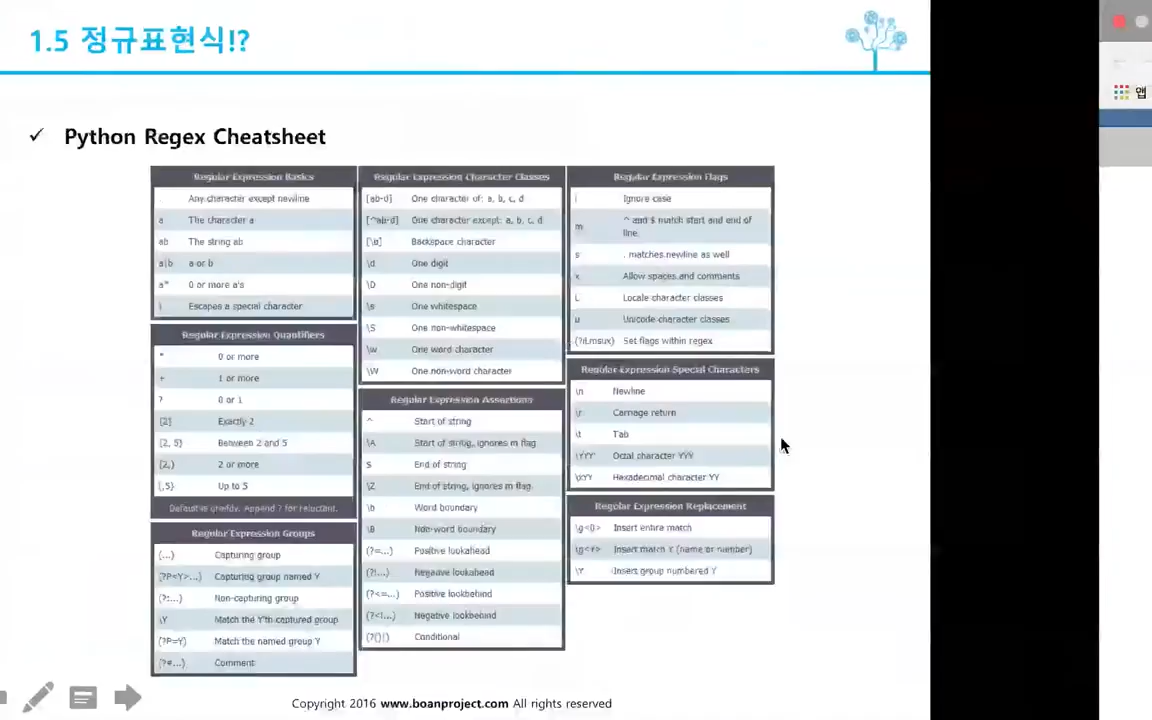 1.5 정규표현식!?
앱
✓ Python Regex Cheatsheet
Regular Expression Basics
. Any character except newline
a The character a
ab The string ab
a|b a or b
a* 0 or more a's
\ Escapes a special character
Regular Expression Quantifiers
* 0 or more
+ 1 or more
? 0 or 1
{2} Exactly 2
{2, 5} Between 2 and 5
{2,} 2 or more
{,5} Up to 5
Default is greedy. Append ? for reluctant.
Regular Expression Groups
(...) Capturing group
(?P<Y>...) Capturing group named Y
(?:...) Non-capturing group
\Y Match the Y'th captured group
(?P=Y) Match the named group Y
(?#...) Comment
Regular Expression Character Classes
[ab-d] One character of: a, b, c, d
[^ab-d] One character except: a, b, c, d
[\b] Backspace character
\d One digit
\D One non-digit
\s One whitespace
\S One non-whitespace
\w One word character
\W One non-word character
Regular Expression Assertions
^ Start of string
\A Start of string, ignores m flag
$ End of string
\Z End of string, ignores m flag
\b Word boundary
\B Non-word boundary
(?=...) Positive lookahead
(?!...) Negative lookahead
(?<=...) Positive lookbehind
(?<!...) Negative lookbehind
(?()|) Conditional
Regular Expression Flags
i Ignore case
m ^ and $ match start and end of
line
s . matches newline as well
x Allow spaces and comments
L Locale character classes
u Unicode character classes
(?iLmsux) Set flags within regex
Regular Expression Special Characters
\n Newline
\r Carriage return
\t Tab
\YYY Octal character YYY
\xYY Hexadecimal character YY
Regular Expression Replacement
\g<0> Insert entire match
\g<Y> Insert match Y (name or number)
\Y Insert group numbered Y
Copyright 2016 www.boanproject.com All rights reserved